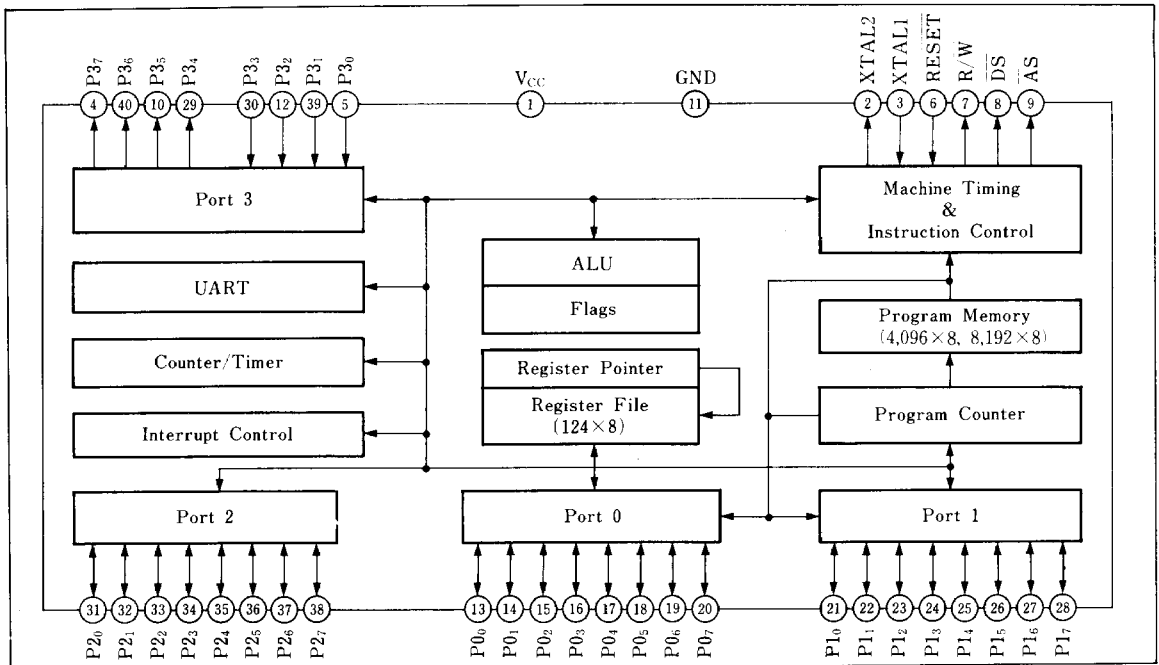 P3₇ P3₆ P3₅ P3₄ P3₃ P3₂ P3₁ P3₀ V_CC GND XTAL2 XTAL1 R̅E̅S̅E̅T̅ R/W̅ D̅S̅ A̅S̅
4 40 10 29 30 12 39 5 1 11 2 3 6 7 8 9
Port 3
Machine Timing
&
Instruction Control
ALU
Flags
UART
Program Memory
(4,096×8, 8,192×8)
Counter/Timer
Register Pointer
Register File
(124×8)
Program Counter
Interrupt Control
Port 2
Port 0
Port 1
31 32 33 34 35 36 37 38 13 14 15 16 17 18 19 20 21 22 23 24 25 26 27 28
P2₀ P2₁ P2₂ P2₃ P2₄ P2₅ P2₆ P2₇ P0₀ P0₁ P0₂ P0₃ P0₄ P0₅ P0₆ P0₇ P1₀ P1₁ P1₂ P1₃ P1₄ P1₅ P1₆ P1₇